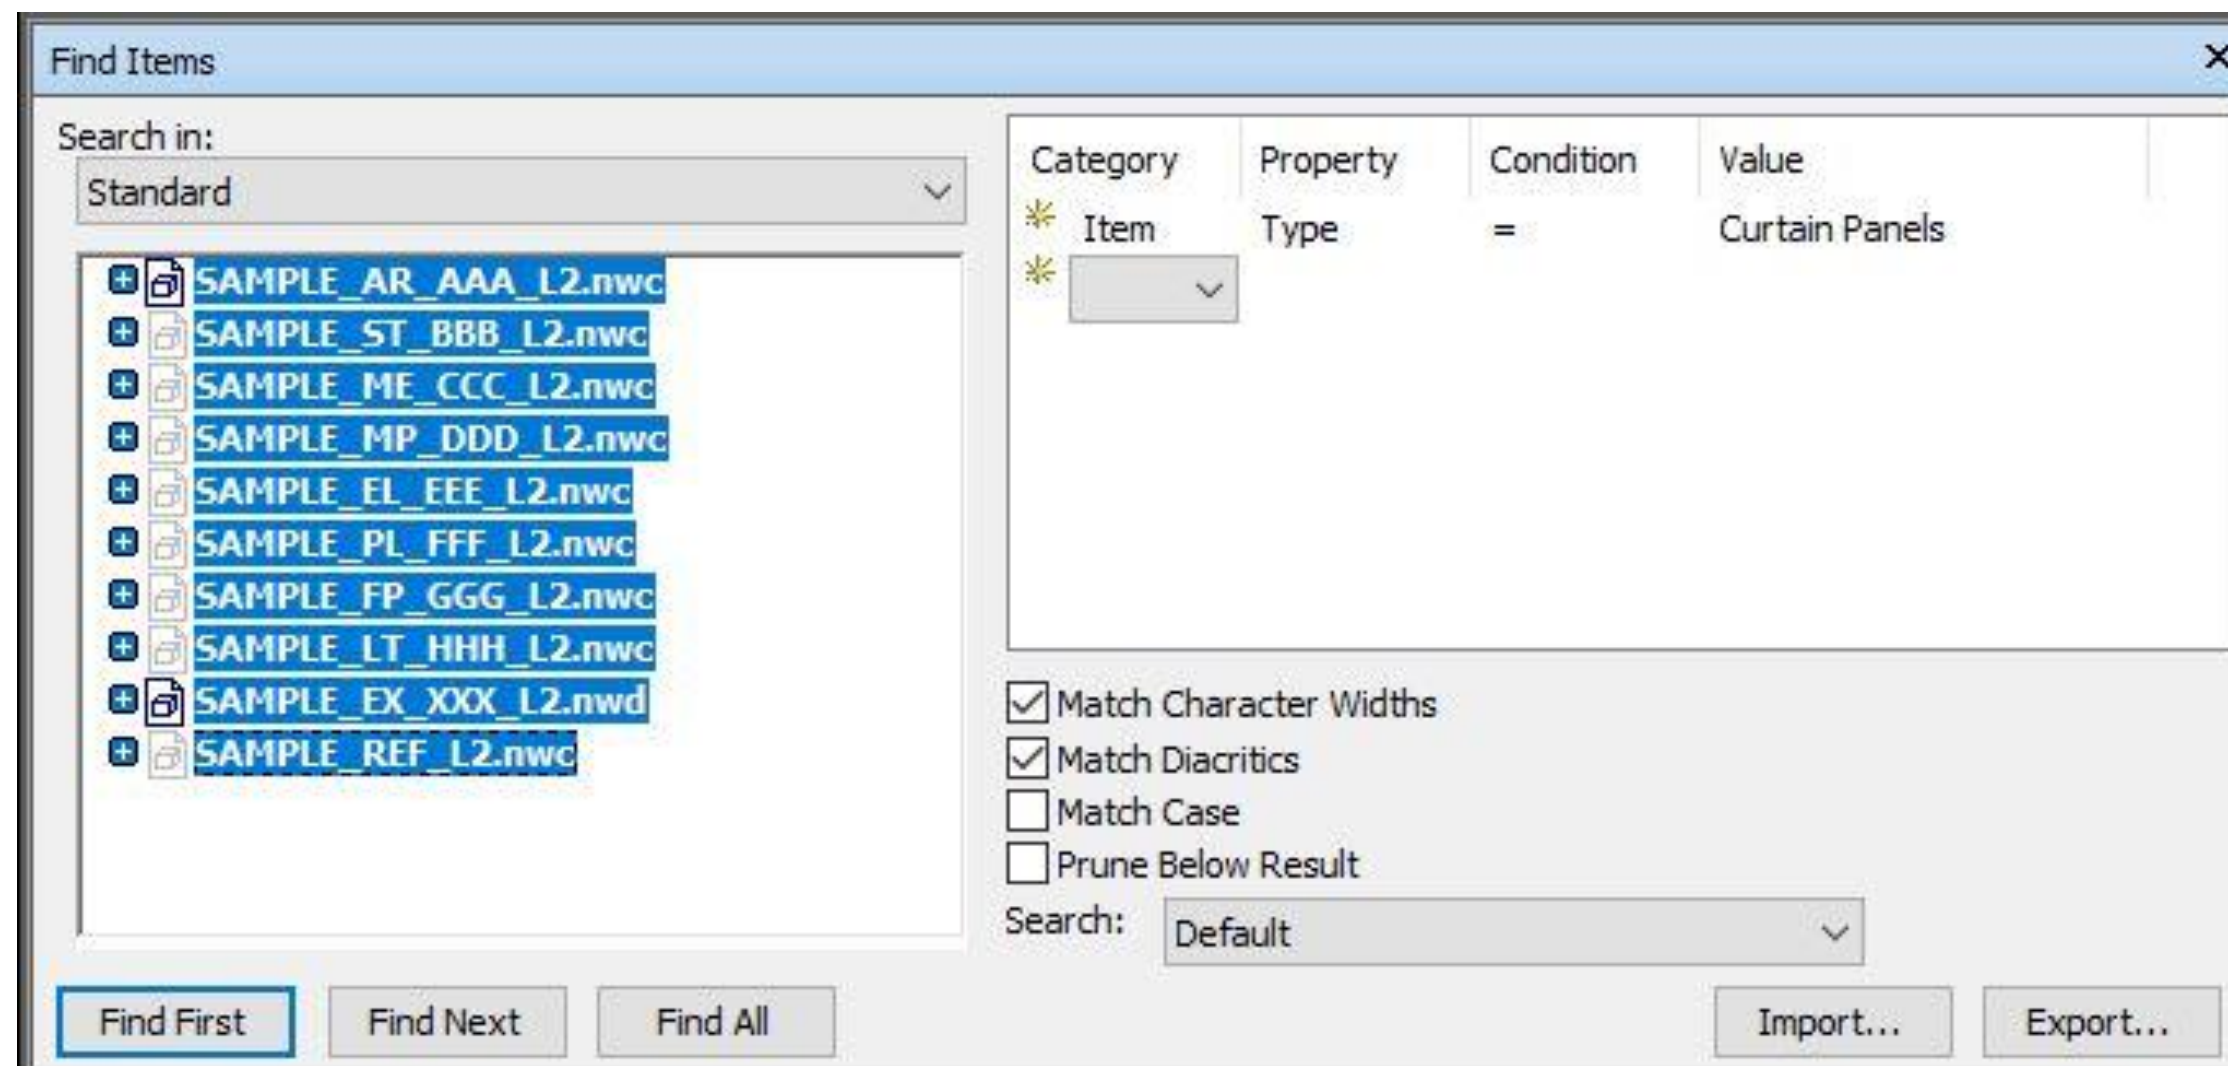 Find Items
Search in:
Standard
SAMPLE_AR_AAA_L2.nwc
SAMPLE_ST_BBB_L2.nwc
SAMPLE_ME_CCC_L2.nwc
SAMPLE_MP_DDD_L2.nwc
SAMPLE_EL_EEE_L2.nwc
SAMPLE_PL_FFF_L2.nwc
SAMPLE_FP_GGG_L2.nwc
SAMPLE_LT_HHH_L2.nwc
SAMPLE_EX_XXX_L2.nwd
SAMPLE_REF_L2.nwc
Category Property Condition Value
Item Type = Curtain Panels
Match Character Widths
Match Diacritics
Match Case
Prune Below Result
Search: Default
Find First Find Next Find All Import... Export...